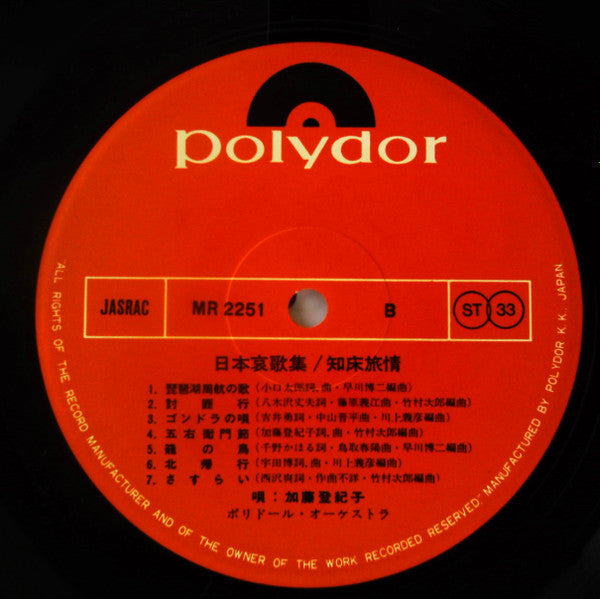 polydor
JASRAC
MR 2251
B
ST 33
日本哀歌集/知床旅情
1. 琵琶湖周航の歌(小口太郎詞・早川博二編曲)
2. 討匪行(八木沢丈夫詞・藤原義江曲・竹村次郎編曲)
3. ゴンドラの唄(吉井勇詞・中山晋平曲・川上義彦編曲)
4. 五右衛門節(加藤登紀子詞,曲・竹村次郎編曲)
5. 籠の鳥(千野かほる詞・鳥取春陽曲・早川博二編曲)
6. 北帰行(宇田博詞,曲・川上義彦編曲)
7. さすらい(西沢爽詞・作曲不詳・竹村次郎編曲)
唄:加藤登紀子
ポリドール・オーケストラ
"ALL RIGHTS OF THE RECORD MANUFACTURER AND OF THE OWNER OF THE WORK RECORDED RESERVED" MANUFACTURED BY POLYDOR K.K. JAPAN